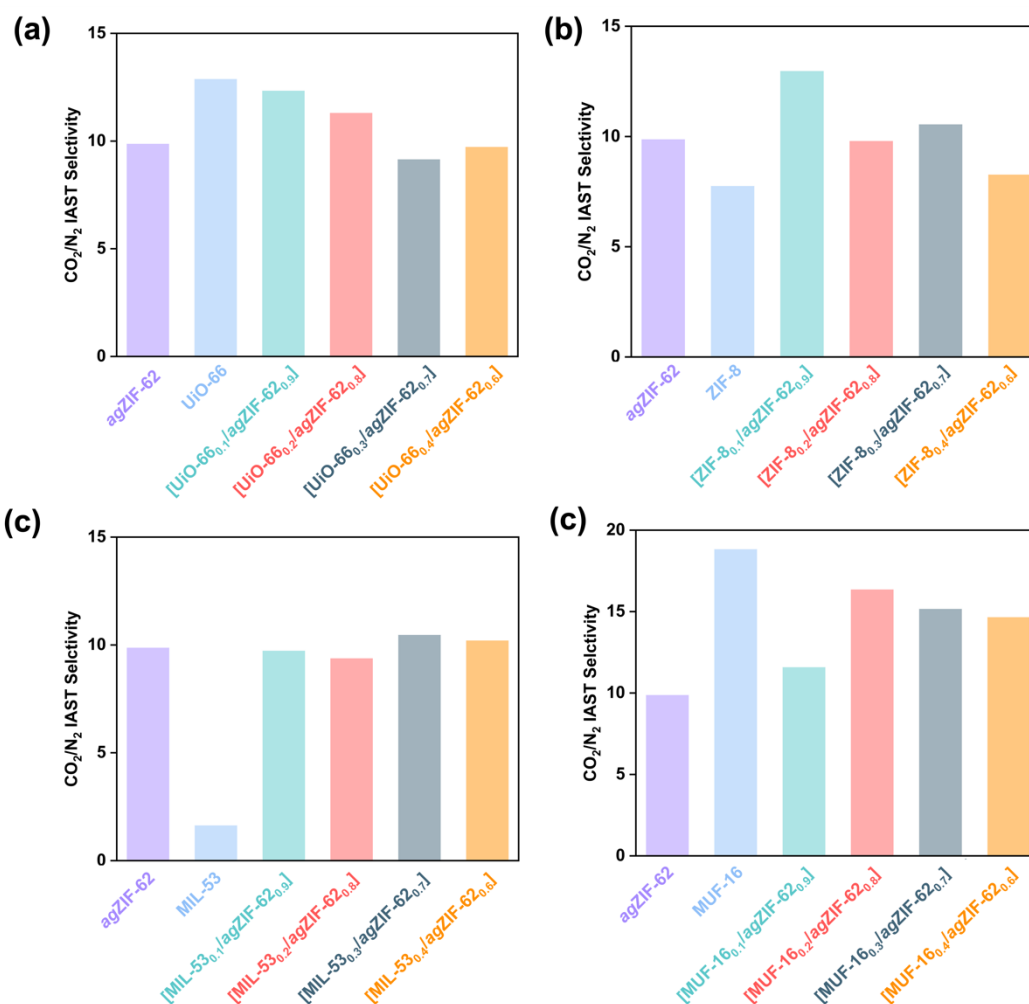 (a)
15
10
5
0
CO₂/N₂ IAST Selctivity
agZIF-62
UiO-66
[UiO-66₀.₁/agZIF-62₀.₉]
[UiO-66₀.₂/agZIF-62₀.₈]
[UiO-66₀.₃/agZIF-62₀.₇]
[UiO-66₀.₄/agZIF-62₀.₆]
(b)
15
10
5
0
CO₂/N₂ IAST Selctivity
agZIF-62
ZIF-8
[ZIF-8₀.₁/agZIF-62₀.₉]
[ZIF-8₀.₂/agZIF-62₀.₈]
[ZIF-8₀.₃/agZIF-62₀.₇]
[ZIF-8₀.₄/agZIF-62₀.₆]
(c)
15
10
5
0
CO₂/N₂ IAST Selctivity
agZIF-62
MIL-53
[MIL-53₀.₁/agZIF-62₀.₉]
[MIL-53₀.₂/agZIF-62₀.₈]
[MIL-53₀.₃/agZIF-62₀.₇]
[MIL-53₀.₄/agZIF-62₀.₆]
(c)
20
15
10
5
0
CO₂/N₂ IAST Selctivity
agZIF-62
MUF-16
[MUF-16₀.₁/agZIF-62₀.₉]
[MUF-16₀.₂/agZIF-62₀.₈]
[MUF-16₀.₃/agZIF-62₀.₇]
[MUF-16₀.₄/agZIF-62₀.₆]